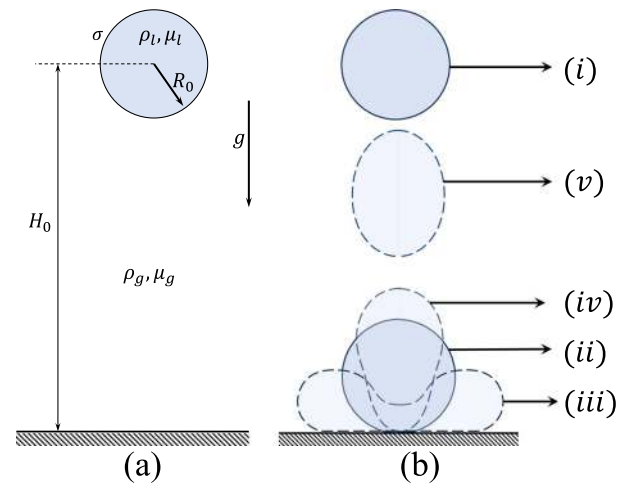 σ
ρ_l, μ_l
R_0
g
H_0
ρ_g, μ_g
(a)
(i)
(v)
(iv)
(ii)
(iii)
(b)